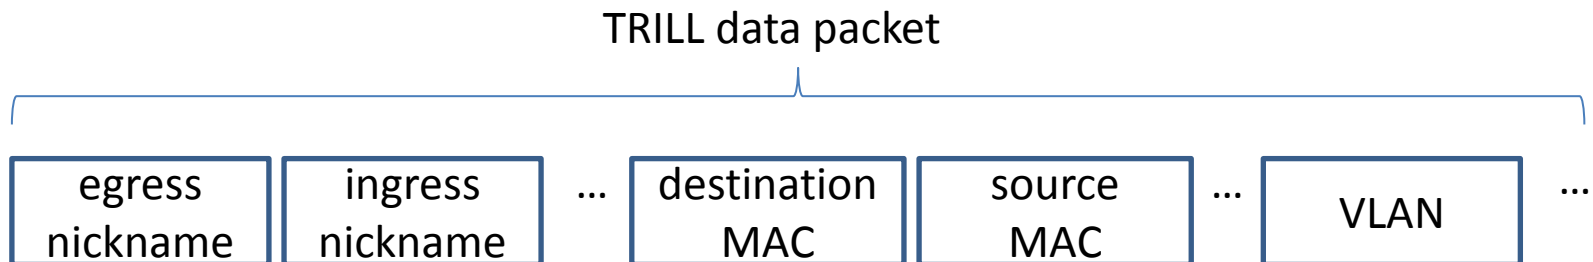 TRILL data packet
egress ingress ... destination source ... VLAN ...
nickname nickname MAC MAC